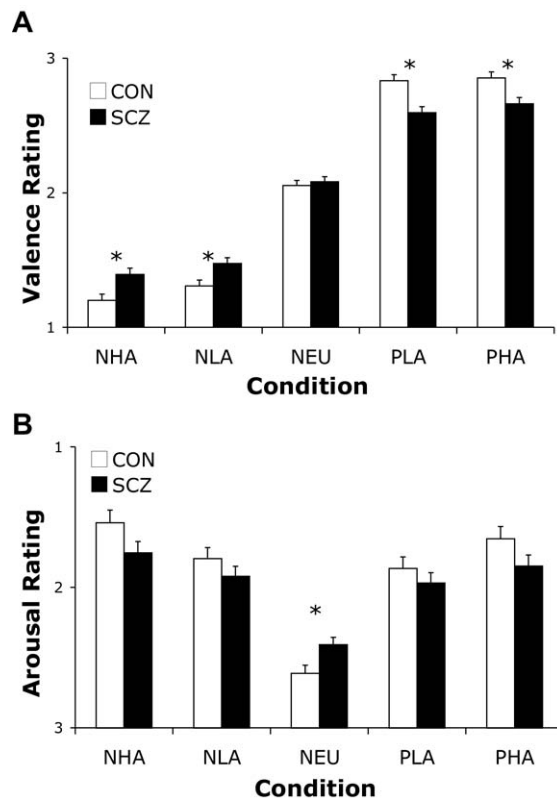 A
3
CON
SCZ
* *
2
* *
1
Valence Rating
NHA NLA NEU PLA PHA
Condition
B
1
CON
SCZ
2
*
3
Arousal Rating
NHA NLA NEU PLA PHA
Condition